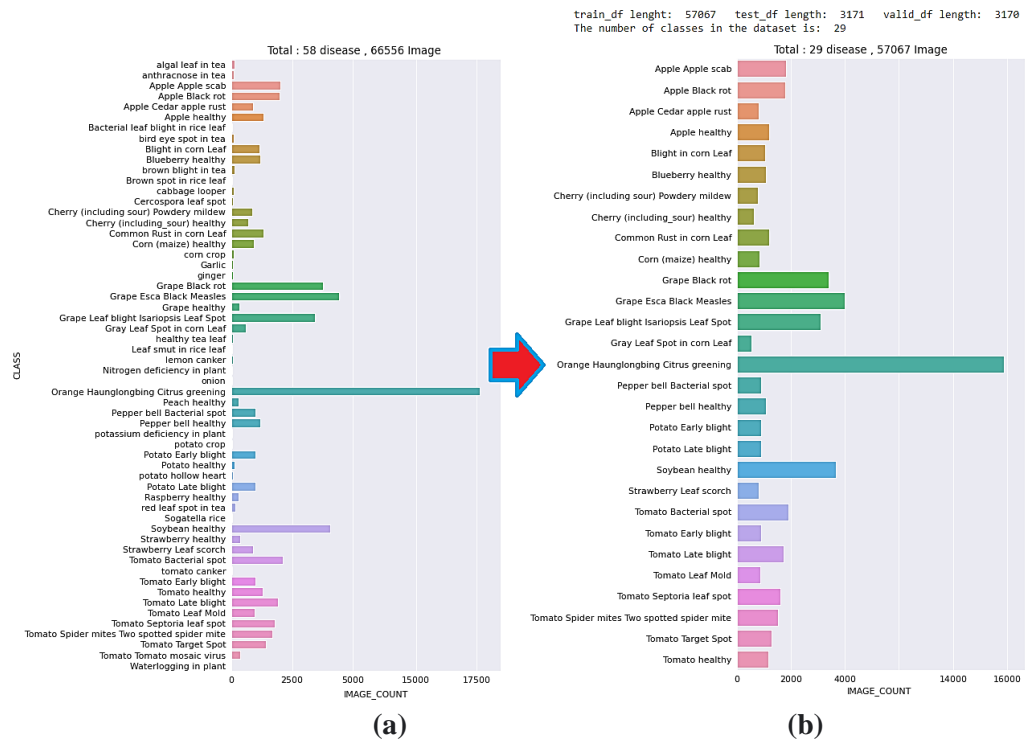 train_df lenght: 57067 test_df length: 3171 valid_df length: 3170
The number of classes in the dataset is: 29
Total : 58 disease , 66556 Image
algal leaf in tea
anthracnose in tea
Apple Apple scab
Apple Black rot
Apple Cedar apple rust
Apple healthy
Bacterial leaf blight in rice leaf
bird eye spot in tea
Blight in corn Leaf
Blueberry healthy
brown blight in tea
Brown spot in rice leaf
cabbage looper
Cercospora leaf spot
Cherry (including sour) Powdery mildew
Cherry (including_sour) healthy
Common Rust in corn Leaf
Corn (maize) healthy
corn crop
Garlic
ginger
Grape Black rot
Grape Esca Black Measles
Grape healthy
Grape Leaf blight Isariopsis Leaf Spot
Gray Leaf Spot in corn Leaf
healthy tea leaf
Leaf smut in rice leaf
lemon canker
Nitrogen deficiency in plant
onion
Orange Haunglongbing Citrus greening
Peach healthy
Pepper bell Bacterial spot
Pepper bell healthy
potassium deficiency in plant
potato crop
Potato Early blight
Potato healthy
potato hollow heart
Potato Late blight
Raspberry healthy
red leaf spot in tea
Sogatella rice
Soybean healthy
Strawberry healthy
Strawberry Leaf scorch
Tomato Bacterial spot
tomato canker
Tomato Early blight
Tomato healthy
Tomato Late blight
Tomato Leaf Mold
Tomato Septoria leaf spot
Tomato Spider mites Two spotted spider mite
Tomato Target Spot
Tomato Tomato mosaic virus
Waterlogging in plant
CLASS
0 2500 5000 15000 17500
IMAGE_COUNT
(a)
Total : 29 disease , 57067 Image
Apple Apple scab
Apple Black rot
Apple Cedar apple rust
Apple healthy
Blight in corn Leaf
Blueberry healthy
Cherry (including sour) Powdery mildew
Cherry (including_sour) healthy
Common Rust in corn Leaf
Corn (maize) healthy
Grape Black rot
Grape Esca Black Measles
Grape Leaf blight Isariopsis Leaf Spot
Gray Leaf Spot in corn Leaf
Orange Haunglongbing Citrus greening
Pepper bell Bacterial spot
Pepper bell healthy
Potato Early blight
Potato Late blight
Soybean healthy
Strawberry Leaf scorch
Tomato Bacterial spot
Tomato Early blight
Tomato Late blight
Tomato Leaf Mold
Tomato Septoria leaf spot
Tomato Spider mites Two spotted spider mite
Tomato Target Spot
Tomato healthy
0 2000 4000 14000 16000
IMAGE_COUNT
(b)